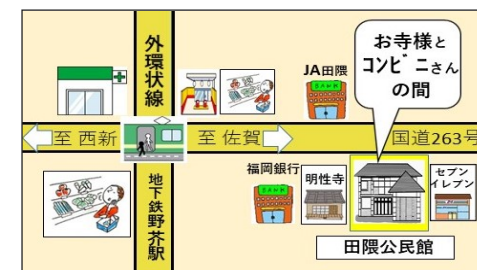 外環状線
お寺様と
コンビニさん
の間
JA田隈
BANK
至 西新
至 佐賀
国道263号
地下鉄野芥駅
福岡銀行
BANK
明性寺
セブン
イレブン
田隈公民館